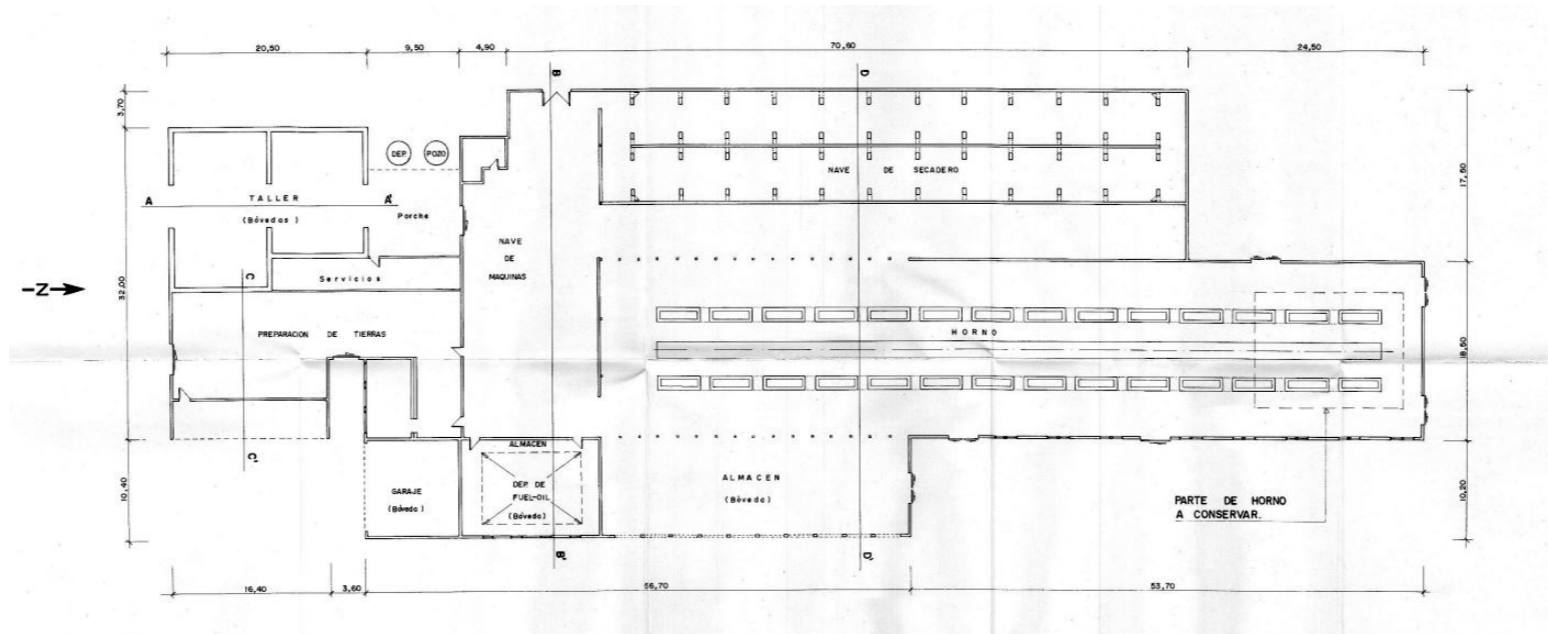 20,50
9,50
4,90
70,60
24,50
B
D
3,70
DEP.
POZO
NAVE DE SECADERO
17,50
A
TALLER
A'
(Bóvedas)
Porche
NAVE
DE
MAQUINAS
C
Servicios
N
32.00
PREPARACION DE TIERRAS
HORNO
18,50
C'
ALMACEN
10,40
GARAJE
(Bóveda)
DEP. DE
FUEL-OIL
(Bóveda)
ALMACEN
(Bóveda)
PARTE DE HORNO
A CONSERVAR.
10,20
B'
D'
16,40
3,60
56,70
53,70